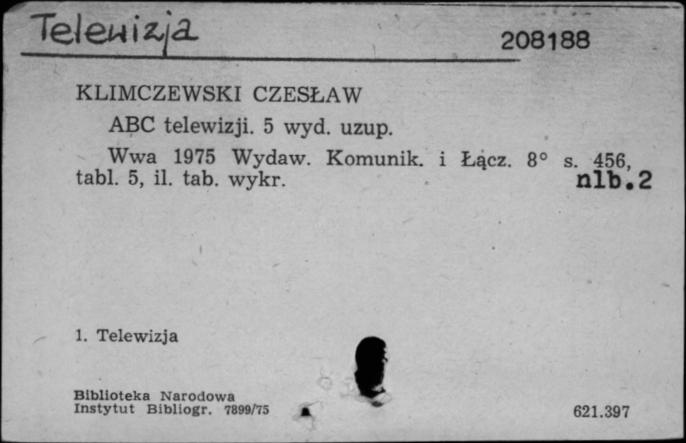 Telewizja
208188
KLIMCZEWSKI CZESŁAW
ABC telewizji. 5 wyd. uzup.
Wwa 1975 Wydaw. Komunik. i Łącz. 8° s. 456,
tabl. 5, il. tab. wykr. nlb.2
1. Telewizja
Biblioteka Narodowa
Instytut Bibliogr. 7899/75
621.397